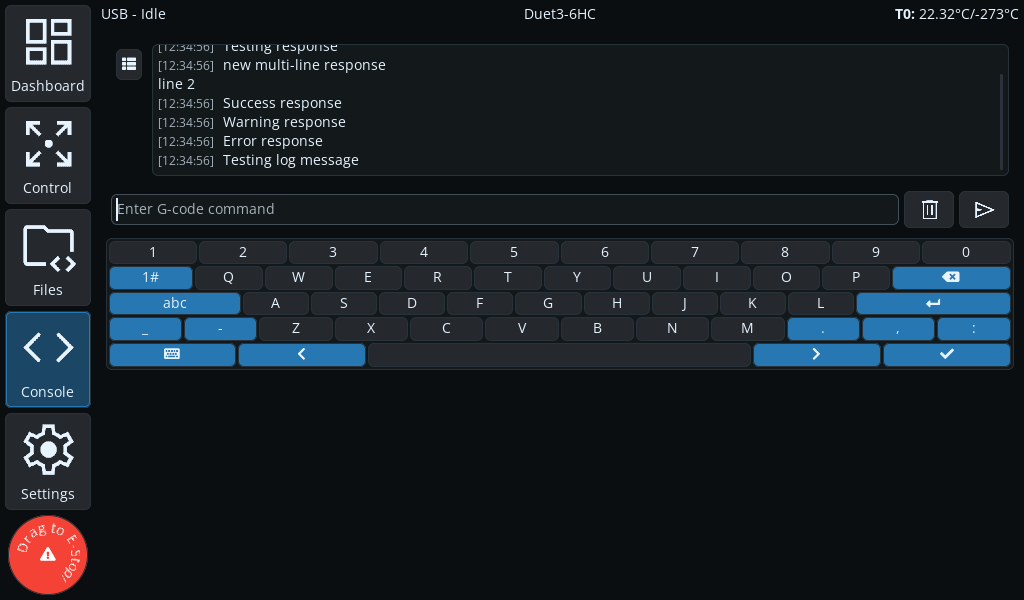 USB - Idle
Duet3-6HC
T0: 22.32°C/-273°C
Dashboard
Control
Files
Console
Settings
Drag to E-Stop!
[12:34:56] Testing response
[12:34:56] new multi-line response
line 2
[12:34:56] Success response
[12:34:56] Warning response
[12:34:56] Error response
[12:34:56] Testing log message
Enter G-code command
1 2 3 4 5 6 7 8 9 0
1# Q W E R T Y U I O P
abc A S D F G H J K L
_ - Z X C V B N M . , :